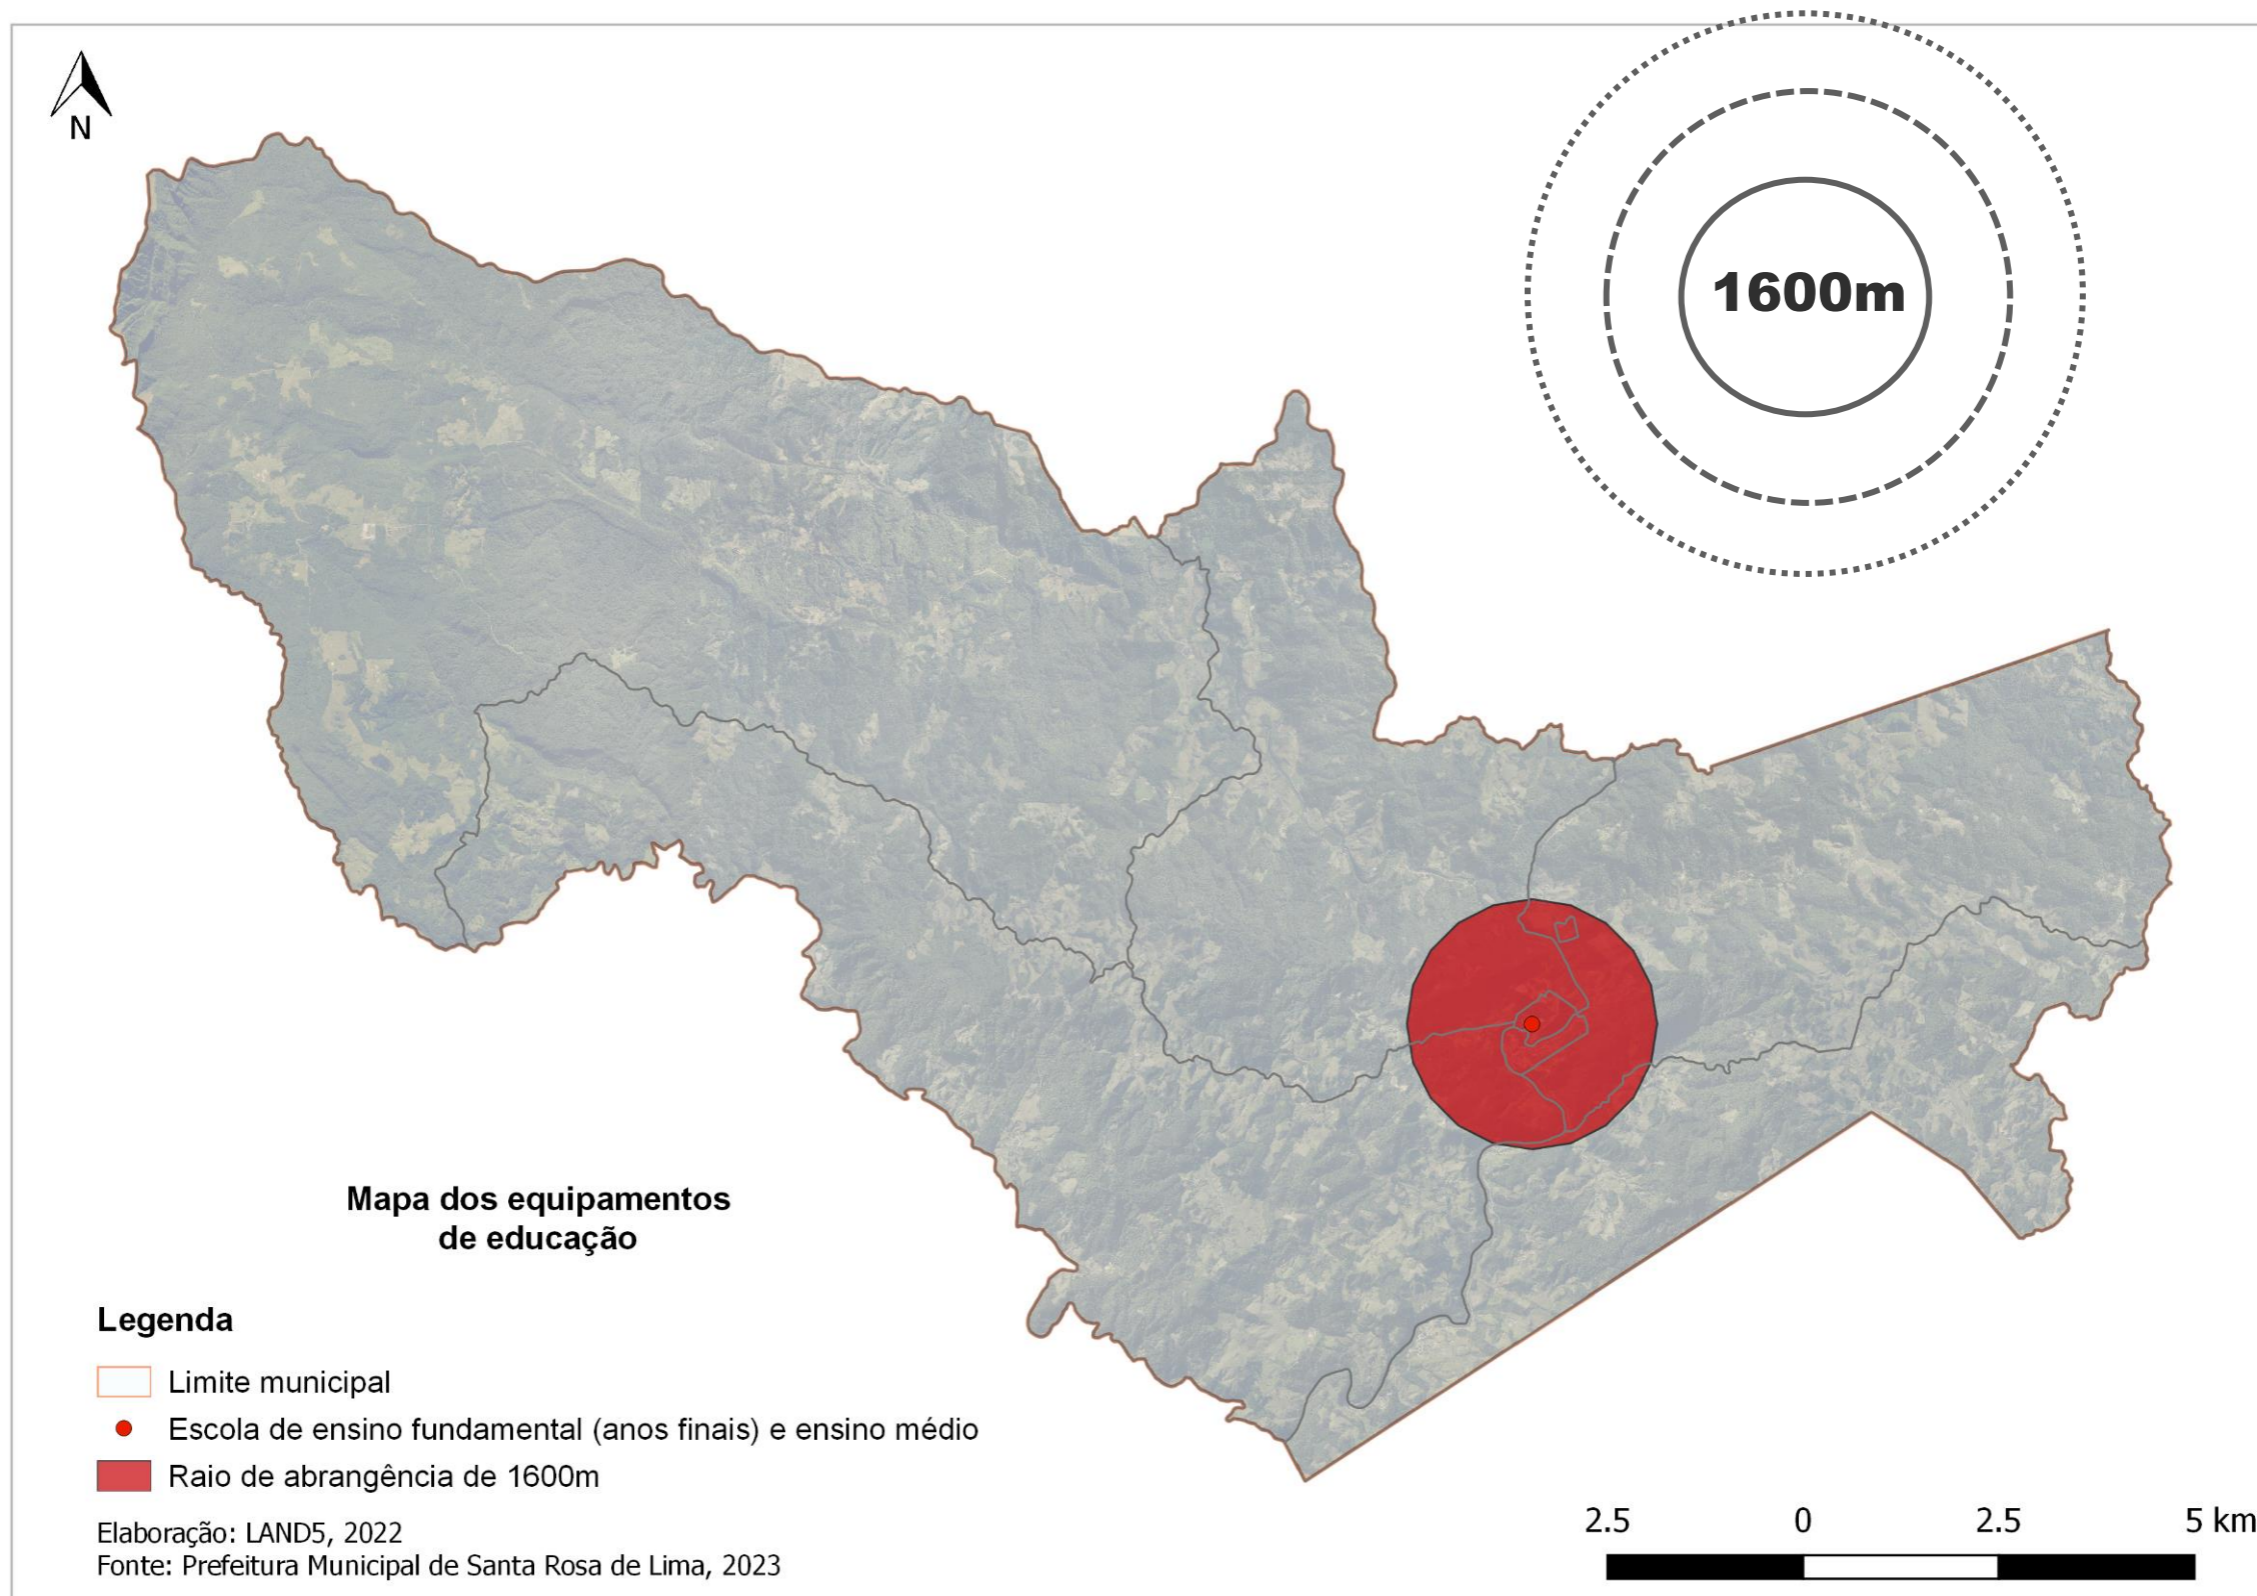 N
1600m
Mapa dos equipamentos
de educação
Legenda
Limite municipal
Escola de ensino fundamental (anos finais) e ensino médio
Raio de abrangência de 1600m
Elaboração: LAND5, 2022
Fonte: Prefeitura Municipal de Santa Rosa de Lima, 2023
2.5 0 2.5 5 km